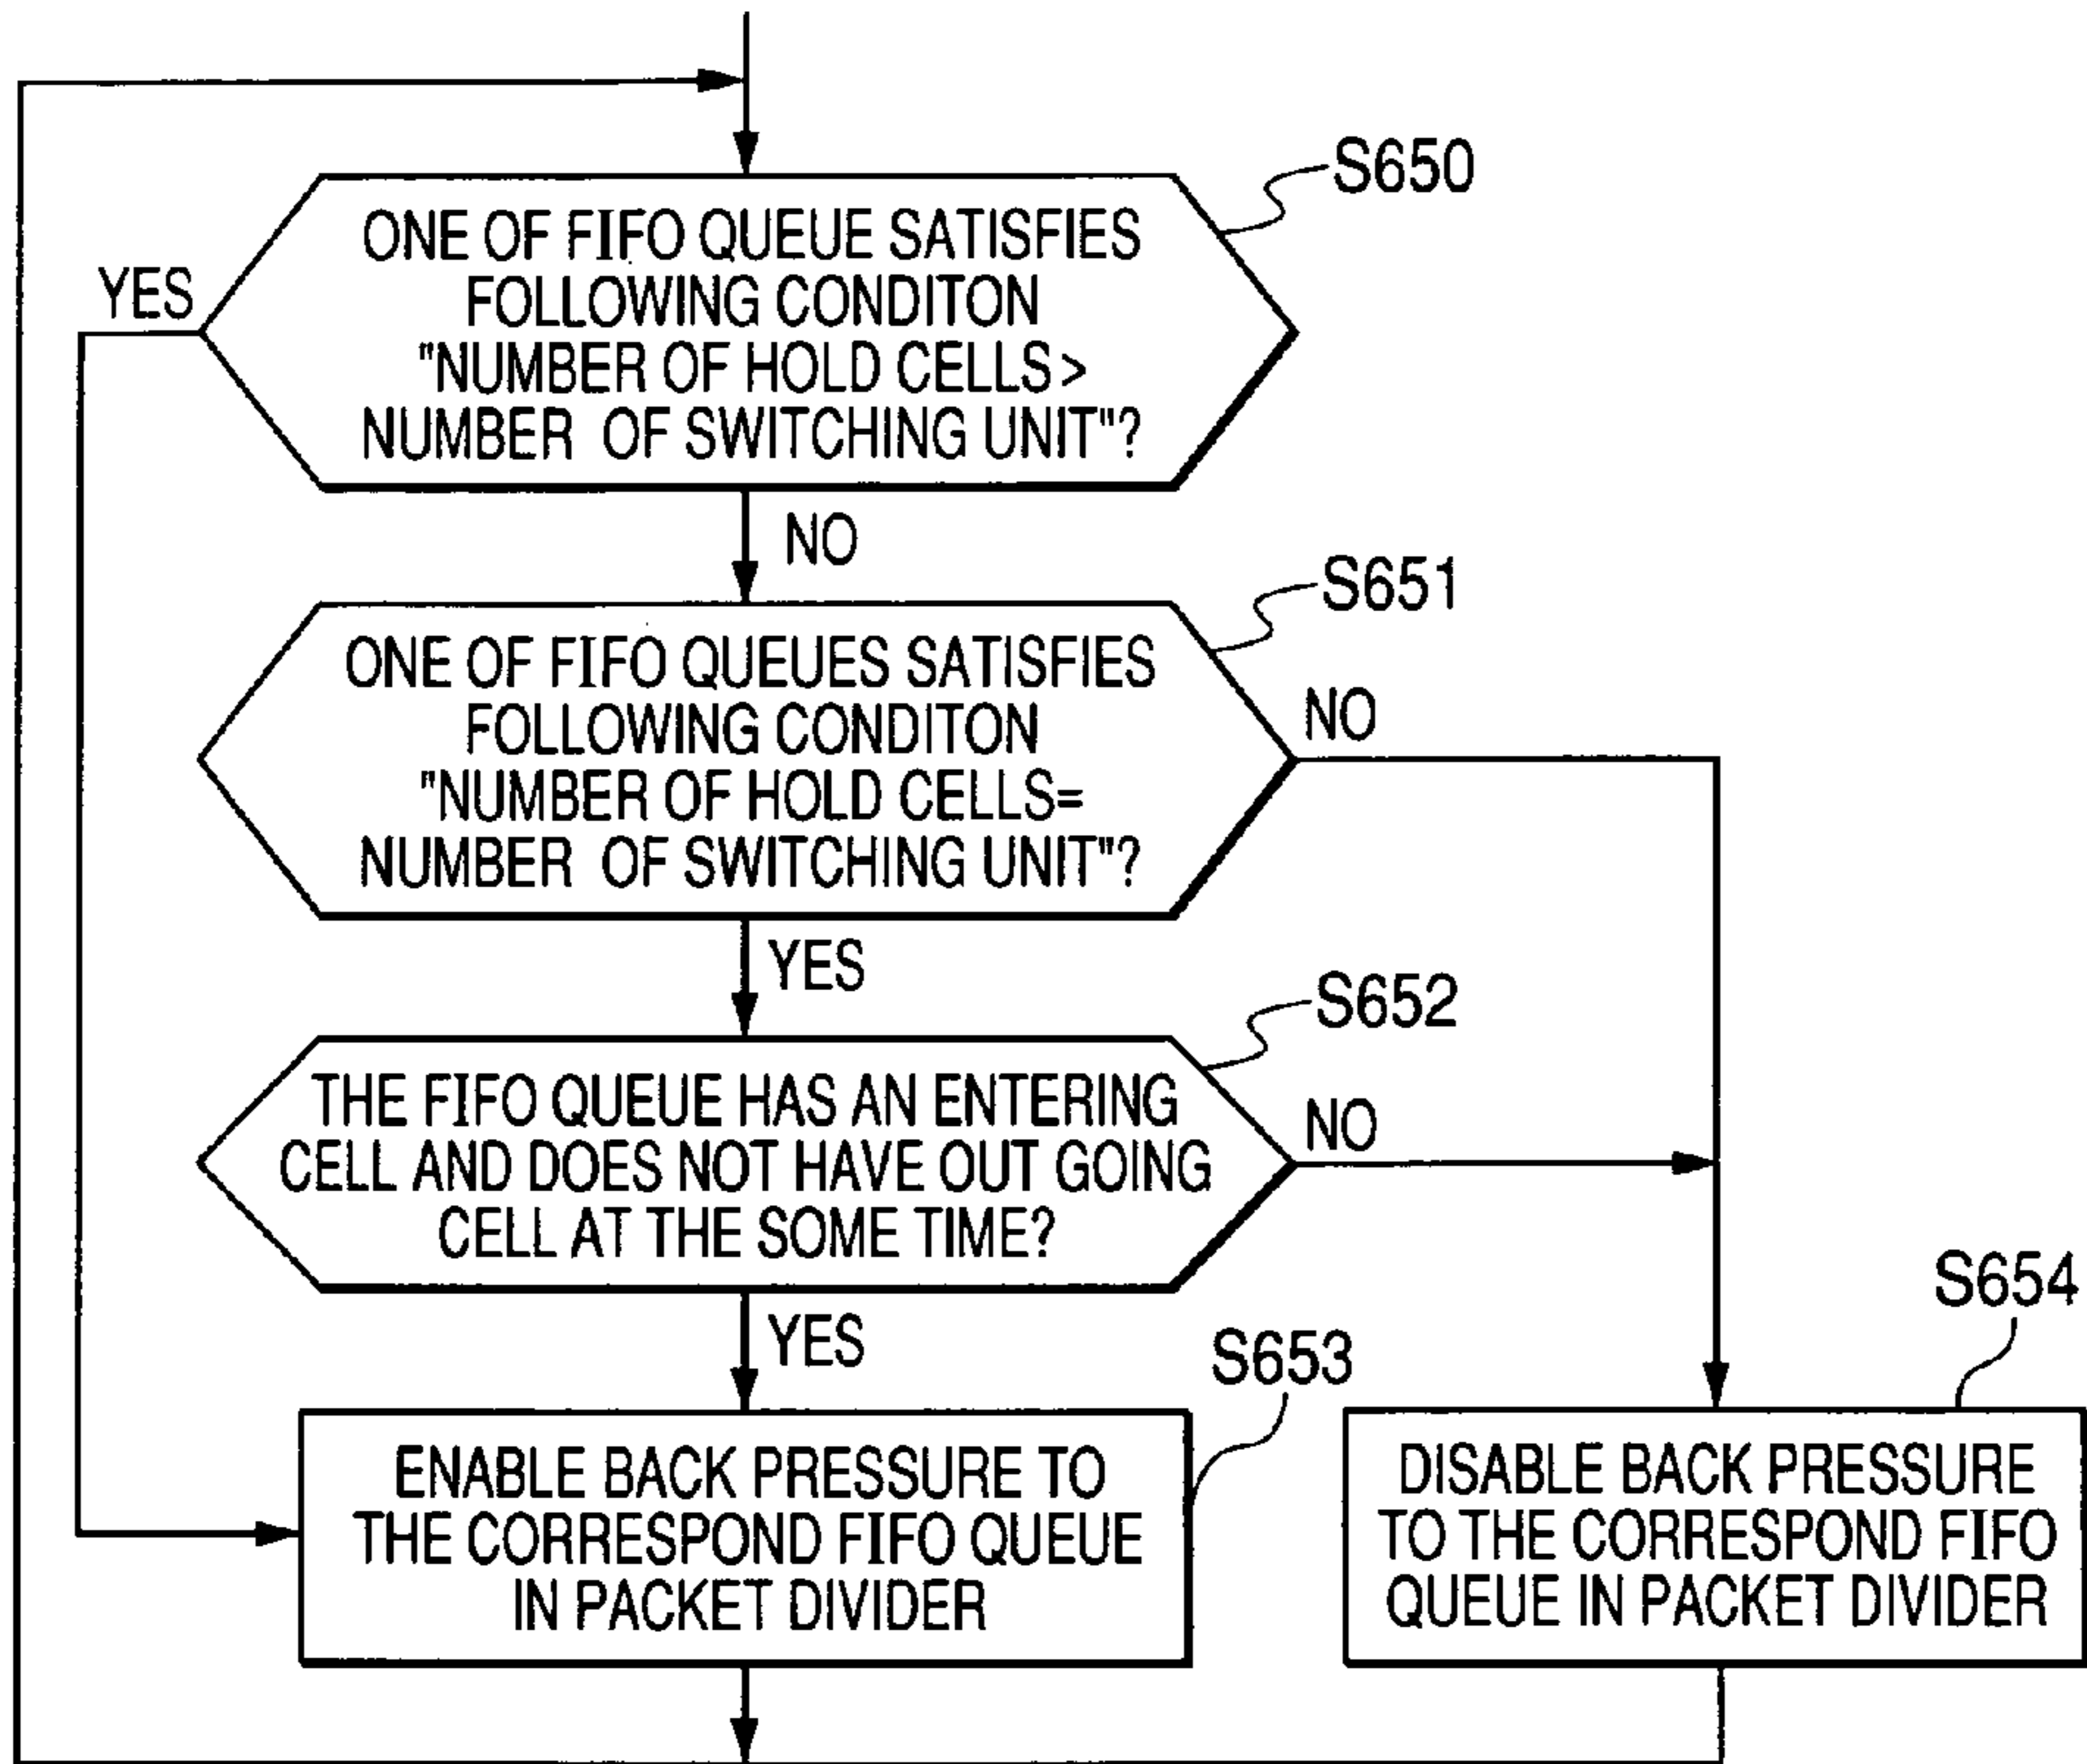 S650
ONE OF FIFO QUEUE SATISFIES
FOLLOWING CONDITON
"NUMBER OF HOLD CELLS >
NUMBER OF SWITCHING UNIT"?
YES
NO
S651
ONE OF FIFO QUEUES SATISFIES
FOLLOWING CONDITON
"NUMBER OF HOLD CELLS=
NUMBER OF SWITCHING UNIT"?
NO
YES
S652
THE FIFO QUEUE HAS AN ENTERING
CELL AND DOES NOT HAVE OUT GOING
CELL AT THE SOME TIME?
NO
YES
S653
ENABLE BACK PRESSURE TO
THE CORRESPOND FIFO QUEUE
IN PACKET DIVIDER
S654
DISABLE BACK PRESSURE
TO THE CORRESPOND FIFO
QUEUE IN PACKET DIVIDER